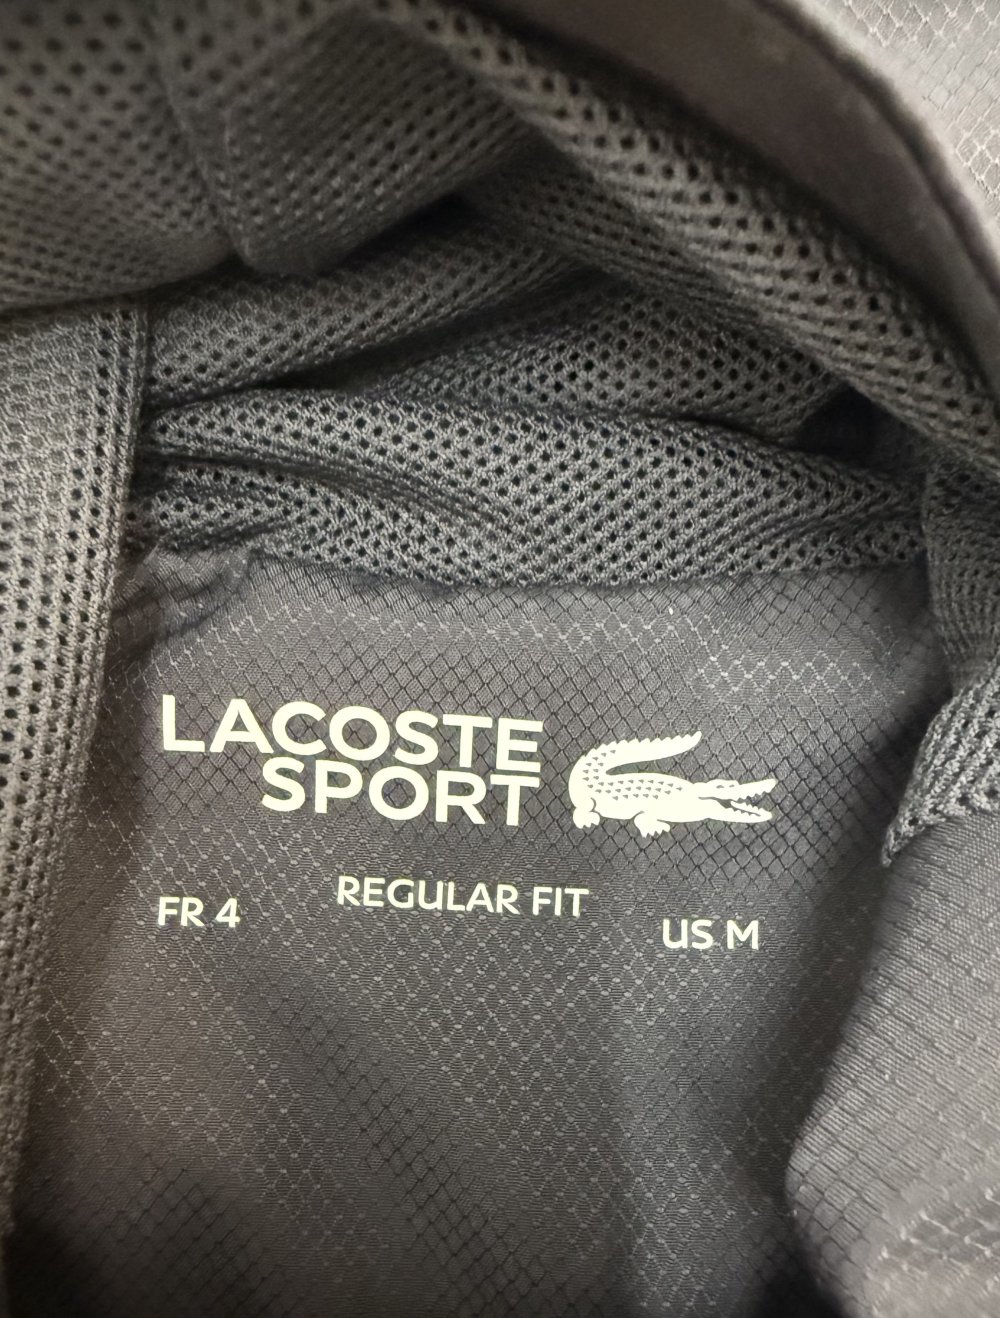 LACOSTE
SPORT
REGULAR FIT
FR 4
US M